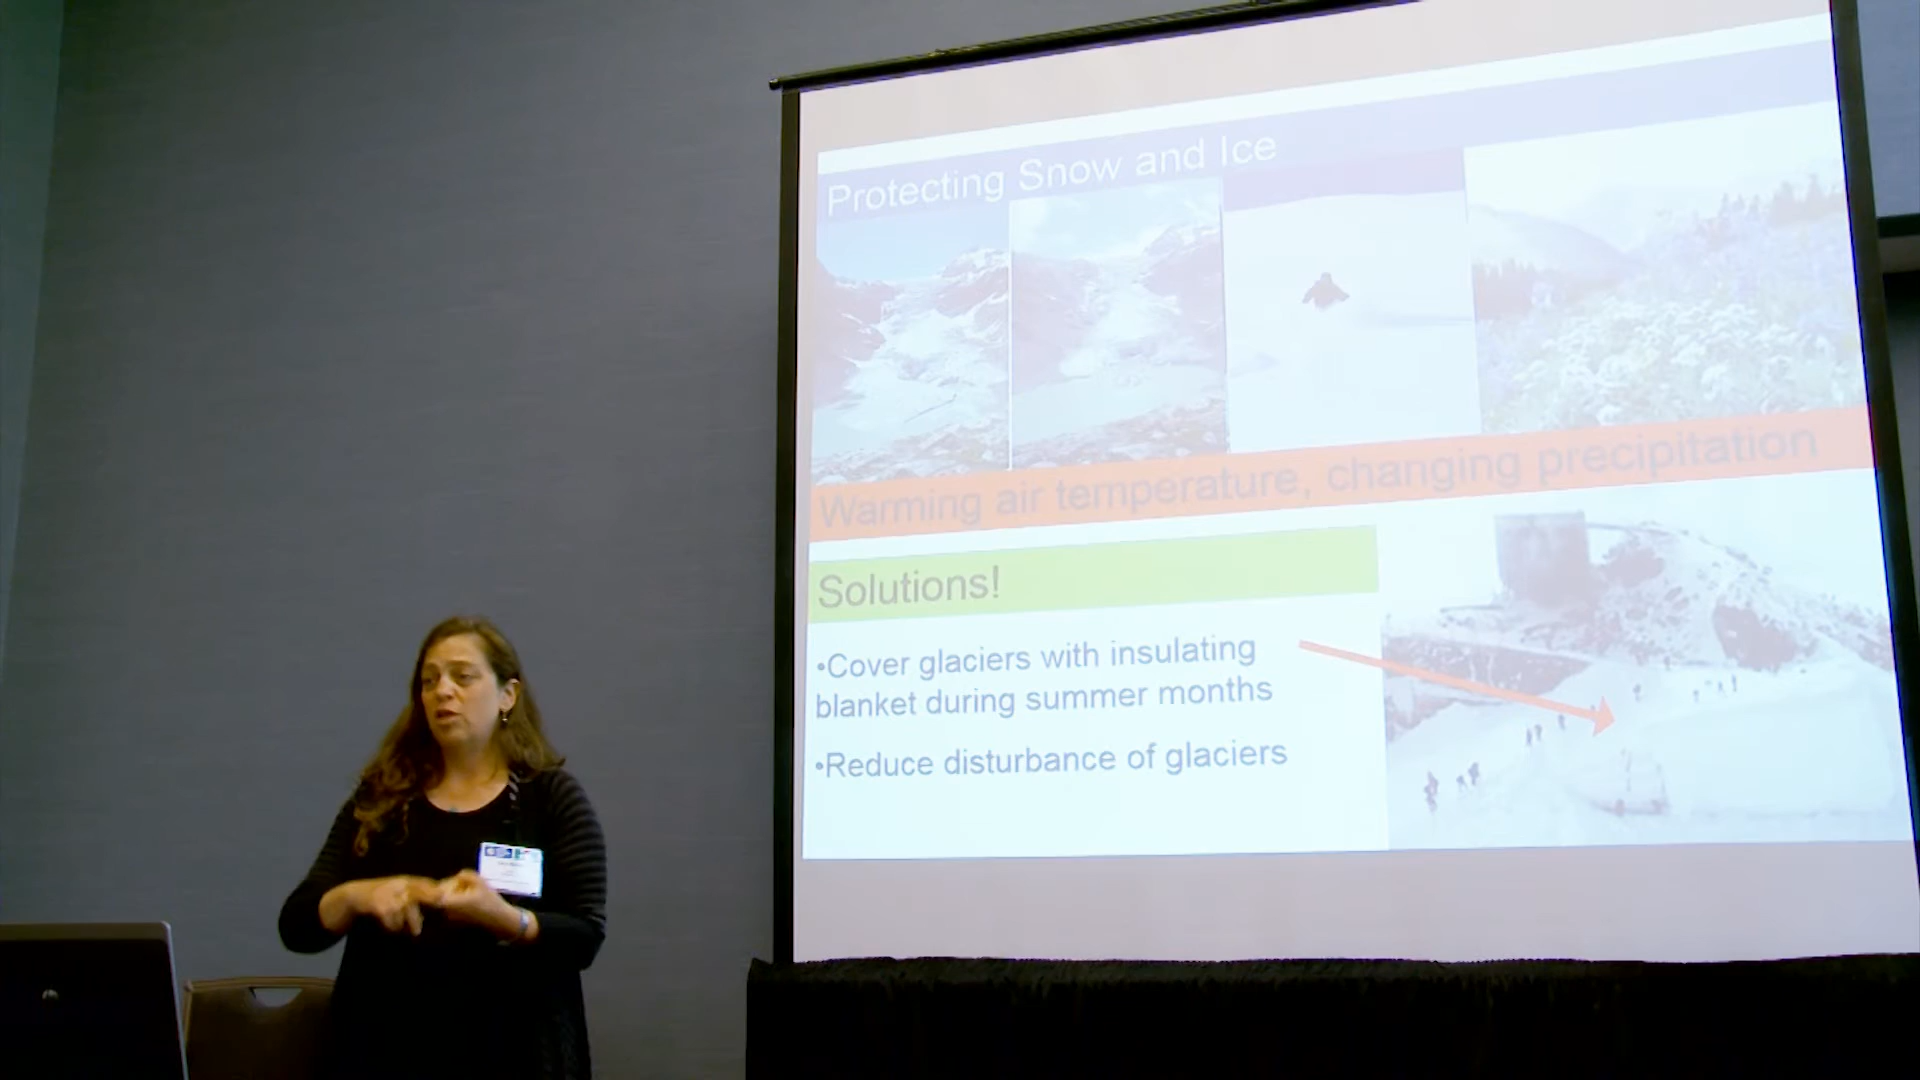 Protecting Snow and Ice
Warming air temperature, changing precipitation
Solutions!
•Cover glaciers with insulating
blanket during summer months
•Reduce disturbance of glaciers